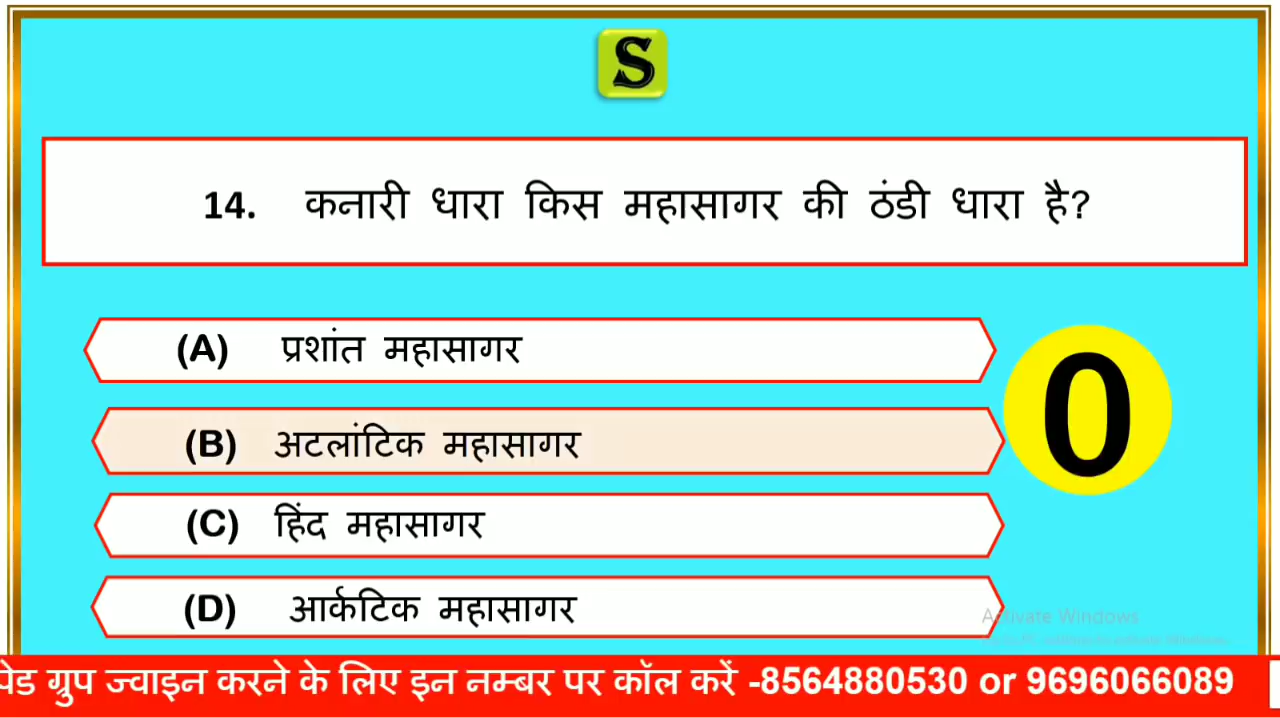 S
14. कनारी धारा किस महासागर की ठंडी धारा है?
(A) प्रशांत महासागर
(B) अटलांटिक महासागर
0
(C) हिंद महासागर
(D) आर्कटिक महासागर
Activate Windows
पेड ग्रुप ज्वाइन करने के लिए इन नम्बर पर कॉल करें -8564880530 or 9696066089